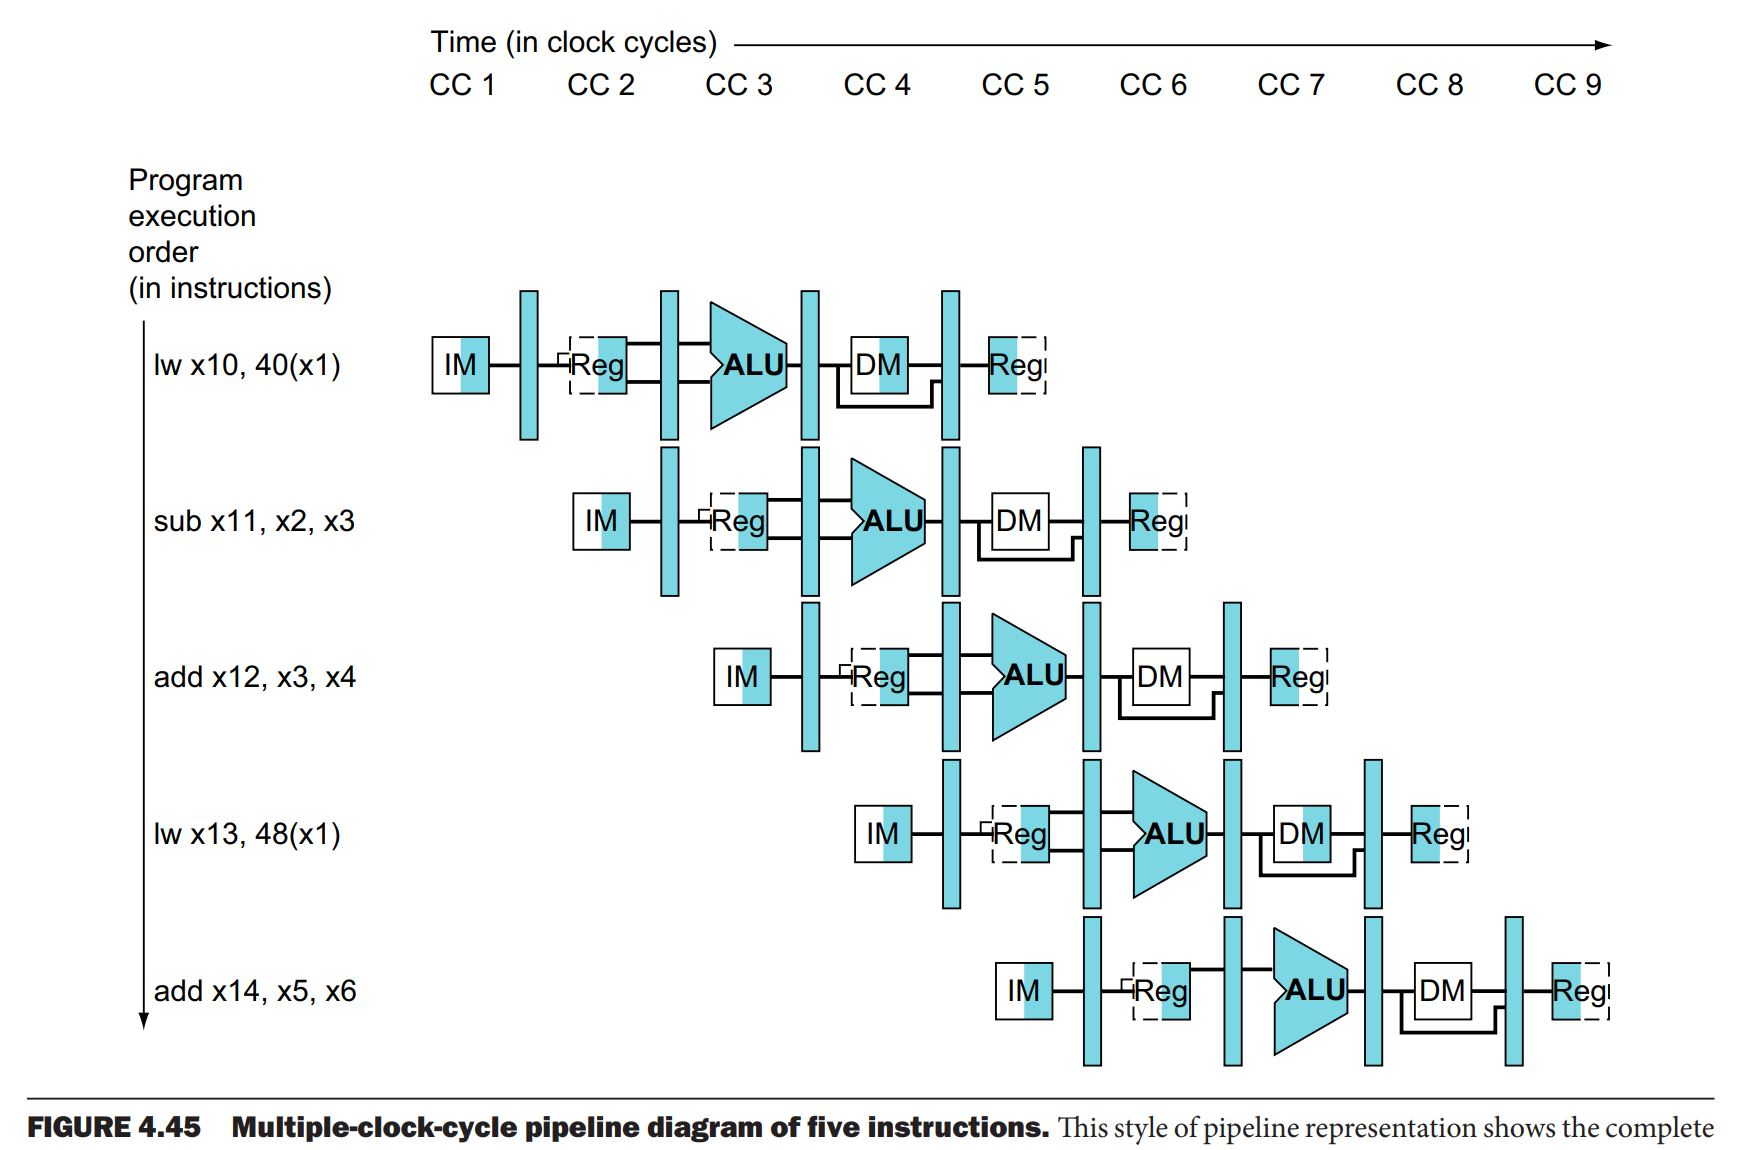 Time (in clock cycles)
CC 1 CC 2 CC 3 CC 4 CC 5 CC 6 CC 7 CC 8 CC 9
Program
execution
order
(in instructions)
lw x10, 40(x1) IM Reg ALU DM Reg
sub x11, x2, x3 IM Reg ALU DM Reg
add x12, x3, x4 IM Reg ALU DM Reg
lw x13, 48(x1) IM Reg ALU DM Reg
add x14, x5, x6 IM Reg ALU DM Reg
FIGURE 4.45 Multiple-clock-cycle pipeline diagram of five instructions. This style of pipeline representation shows the complete